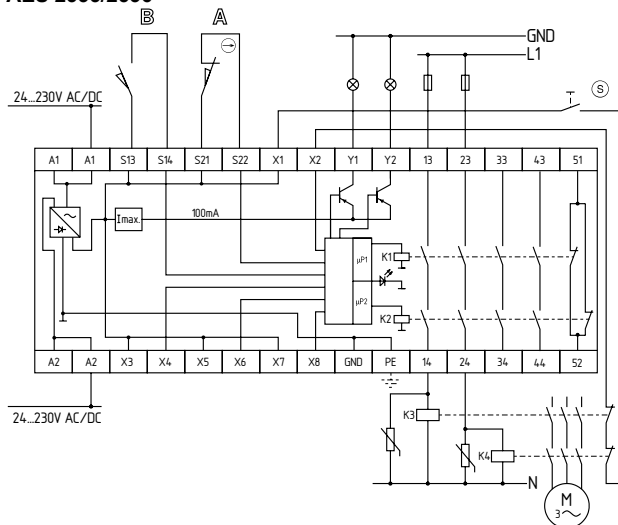 B A
GND
L1
S
24...230V AC/DC
A1 A1 S13 S14 S21 S22 X1 X2 Y1 Y2 13 23 33 43 51
Imax. 100mA
µP1 K1
µP2
K2
A2 A2 X3 X4 X5 X6 X7 X8 GND PE 14 24 34 44 52
24...230V AC/DC
K3
K4
N
M
3~